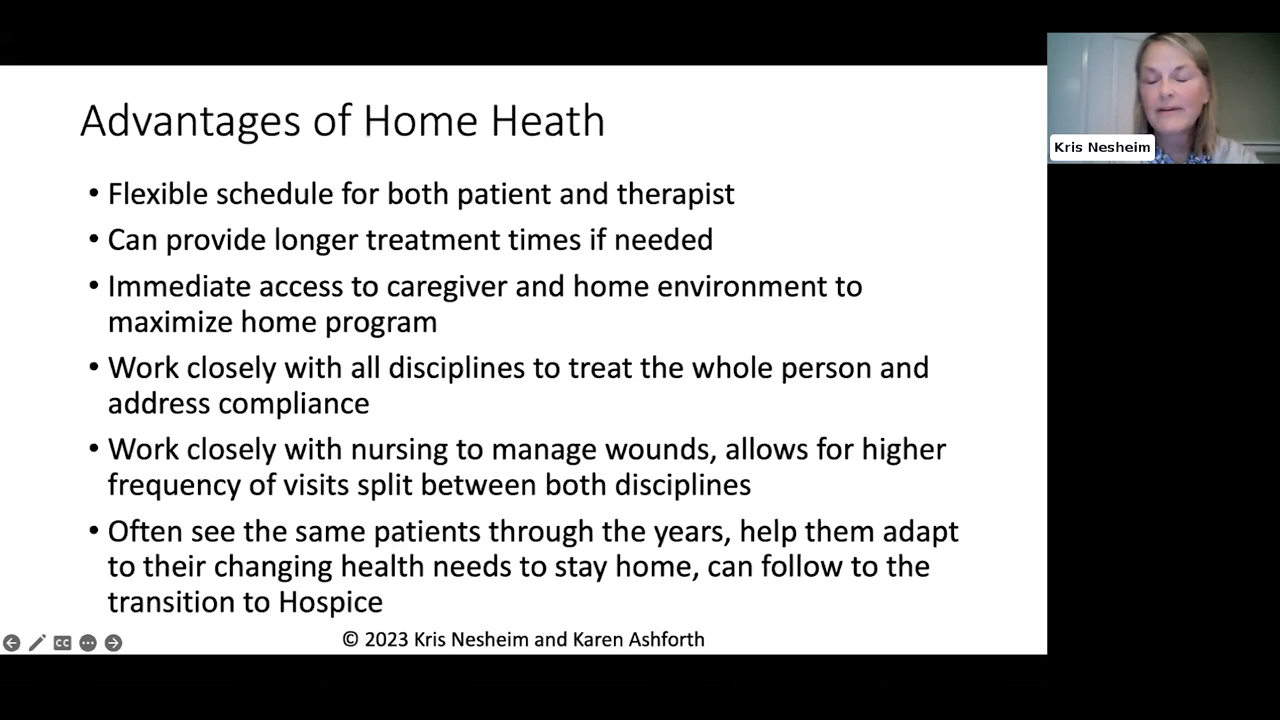 Advantages of Home Heath
• Flexible schedule for both patient and therapist
• Can provide longer treatment times if needed
• Immediate access to caregiver and home environment to
maximize home program
• Work closely with all disciplines to treat the whole person and
address compliance
• Work closely with nursing to manage wounds, allows for higher
frequency of visits split between both disciplines
• Often see the same patients through the years, help them adapt
to their changing health needs to stay home, can follow to the
transition to Hospice
© 2023 Kris Nesheim and Karen Ashforth
CC
Kris Nesheim